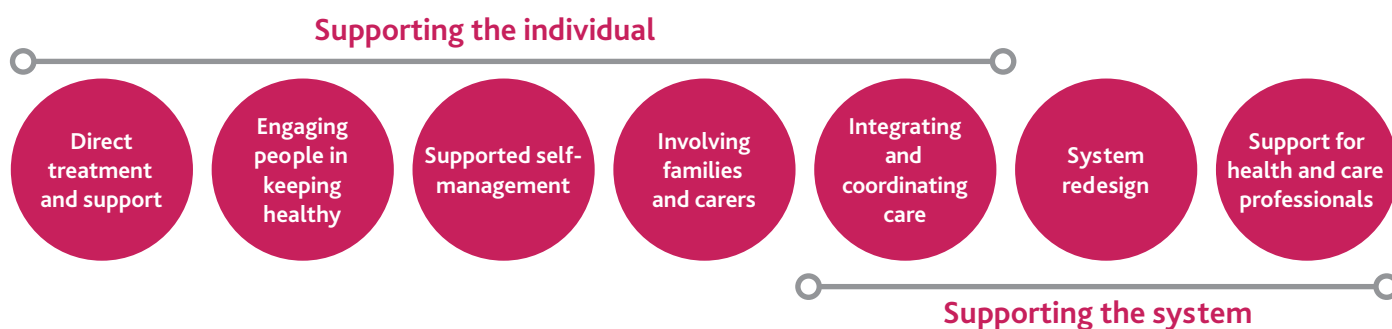 Supporting the individual
Direct
treatment
and support
Engaging
people in
keeping
healthy
Supported self-
management
Involving
families
and carers
Integrating
and
coordinating
care
System
redesign
Support for
health and care
professionals
Supporting the system